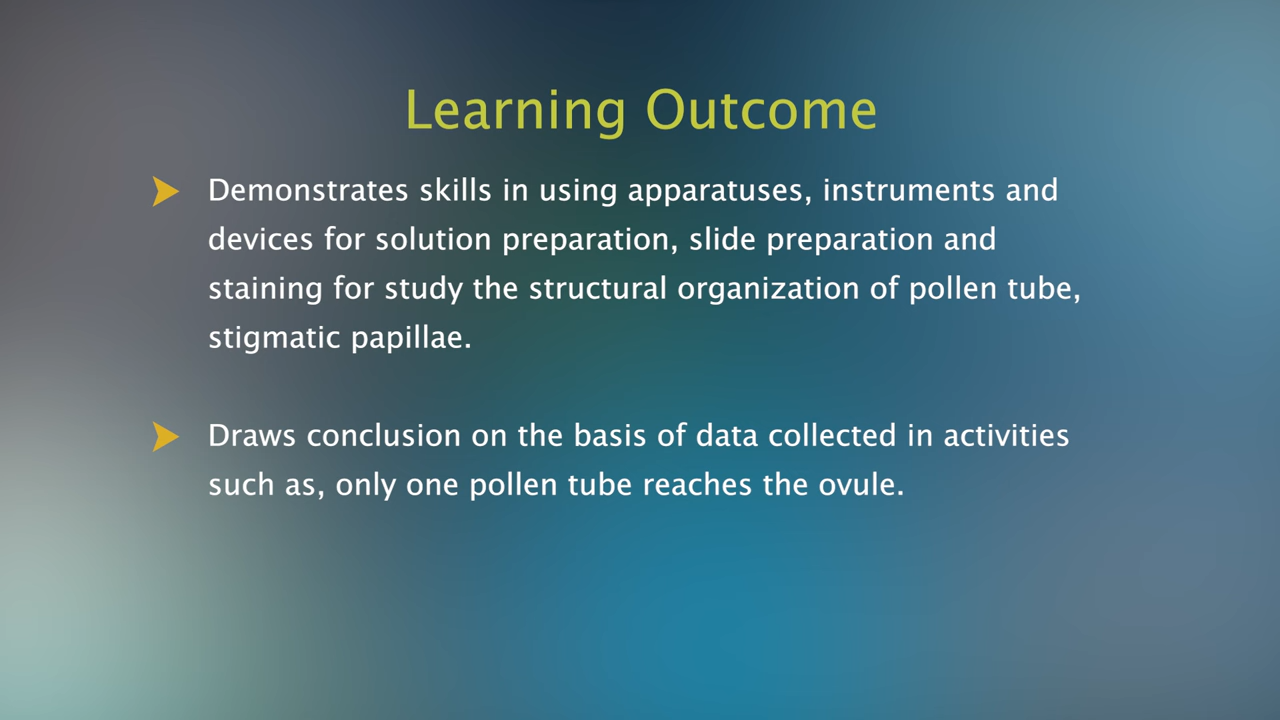 Learning Outcome
Demonstrates skills in using apparatuses, instruments and
devices for solution preparation, slide preparation and
staining for study the structural organization of pollen tube,
stigmatic papillae.
Draws conclusion on the basis of data collected in activities
such as, only one pollen tube reaches the ovule.